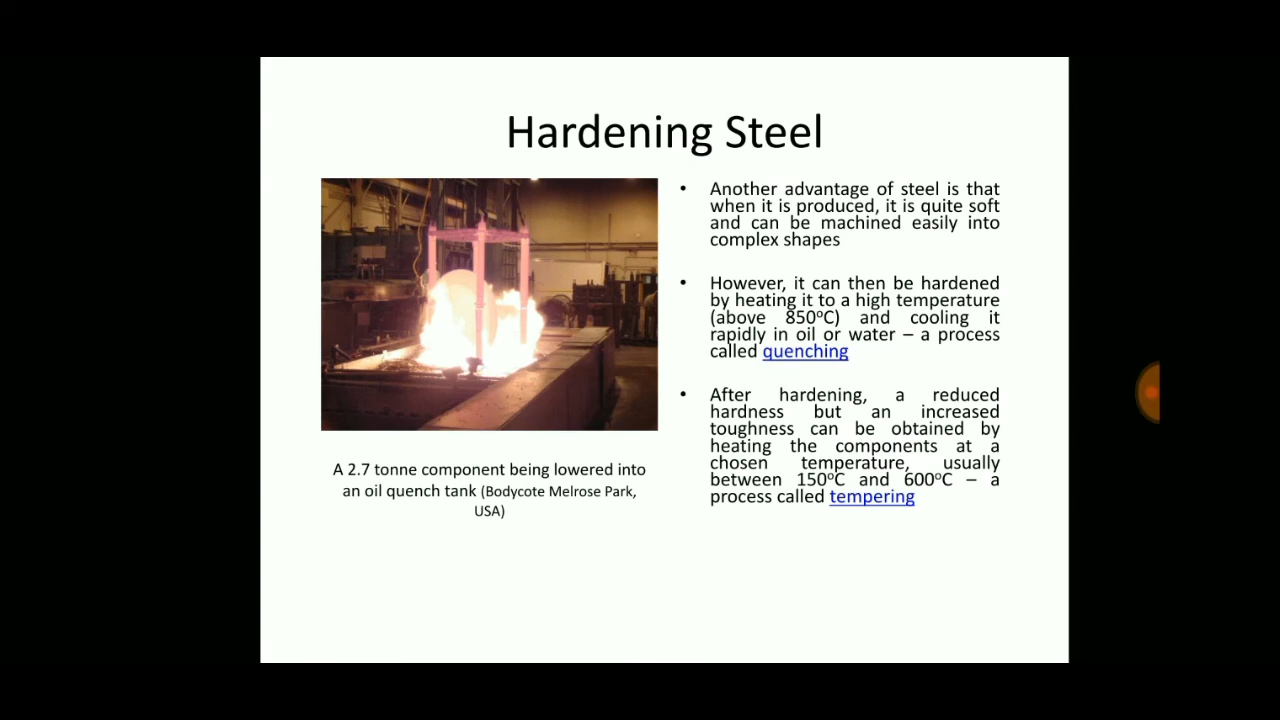 Hardening Steel
• Another advantage of steel is that
when it is produced, it is quite soft
and can be machined easily into
complex shapes
• However, it can then be hardened
by heating it to a high temperature
(above 850ºC) and cooling it
rapidly in oil or water – a process
called quenching
• After hardening, a reduced
hardness but an increased
toughness can be obtained by
heating the components at a
chosen temperature, usually
between 150ºC and 600ºC – a
process called tempering
A 2.7 tonne component being lowered into
an oil quench tank (Bodycote Melrose Park,
USA)